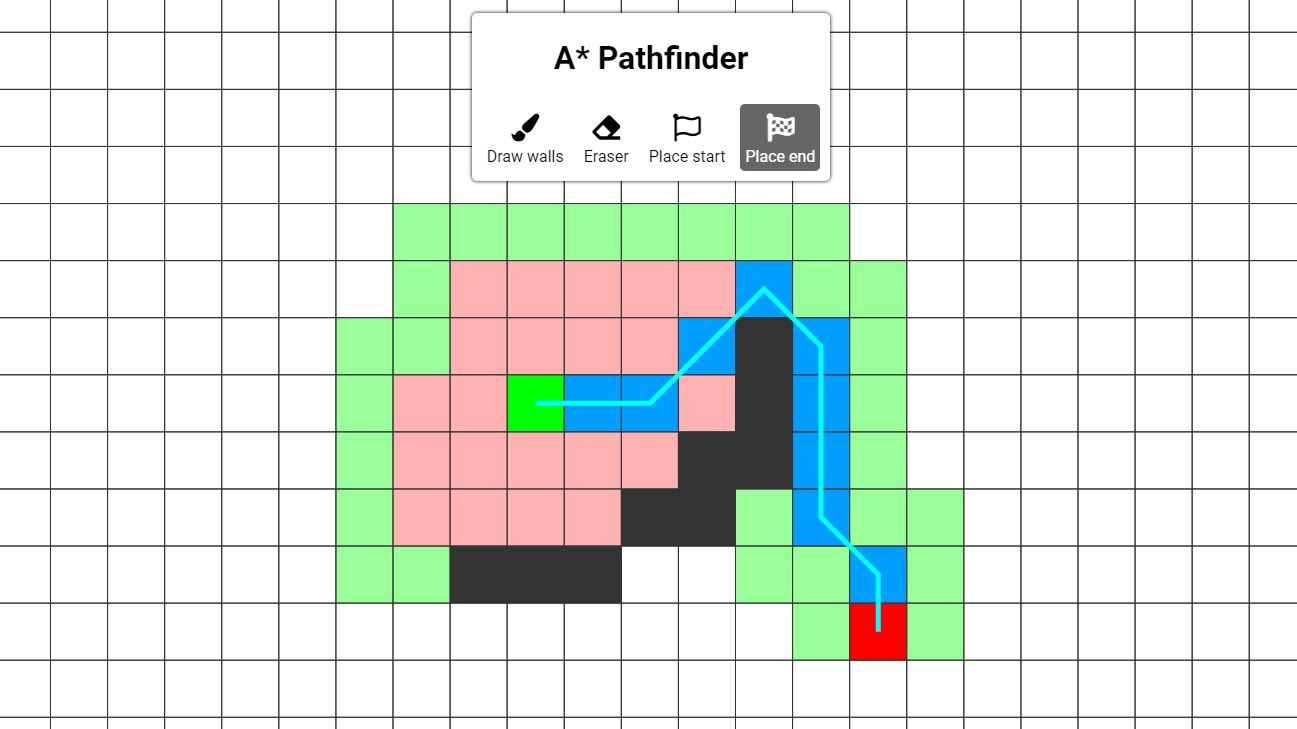 A* Pathfinder
Draw walls
Eraser
Place start
Place end